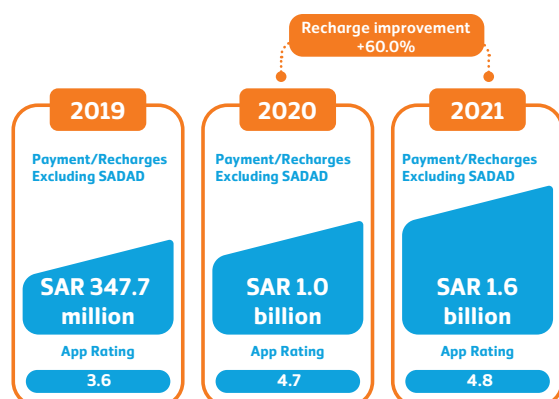 Recharge improvement
+60.0%
2019
Payment/Recharges
Excluding SADAD
SAR 347.7
million
App Rating
3.6
2020
Payment/Recharges
Excluding SADAD
SAR 1.0
billion
App Rating
4.7
2021
Payment/Recharges
Excluding SADAD
SAR 1.6
billion
App Rating
4.8